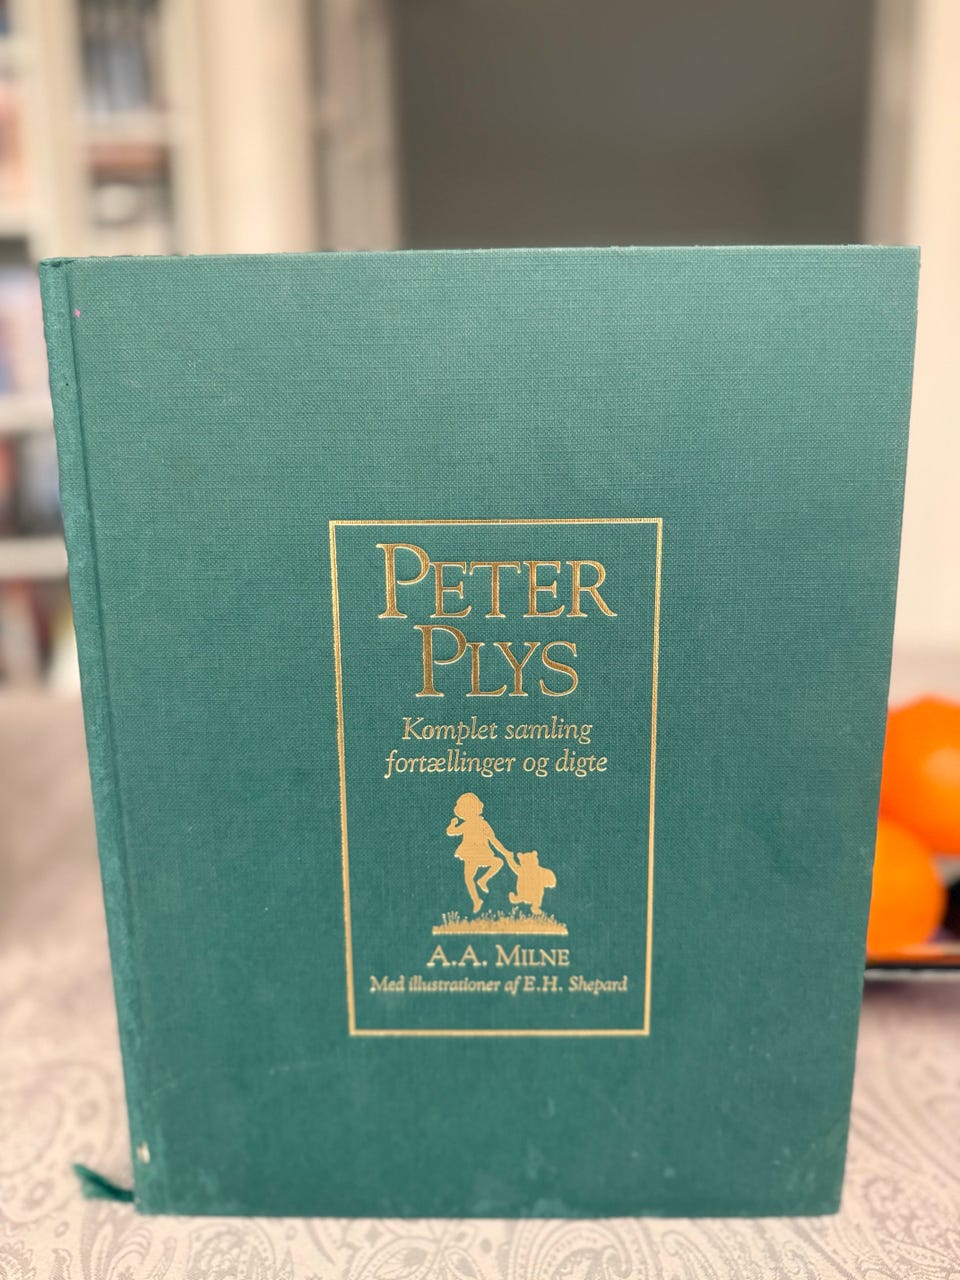 PETER
PLYS
Komplet samling
fortællinger og digte
A.A. MILNE
Med illustrationer af E.H. Shepard